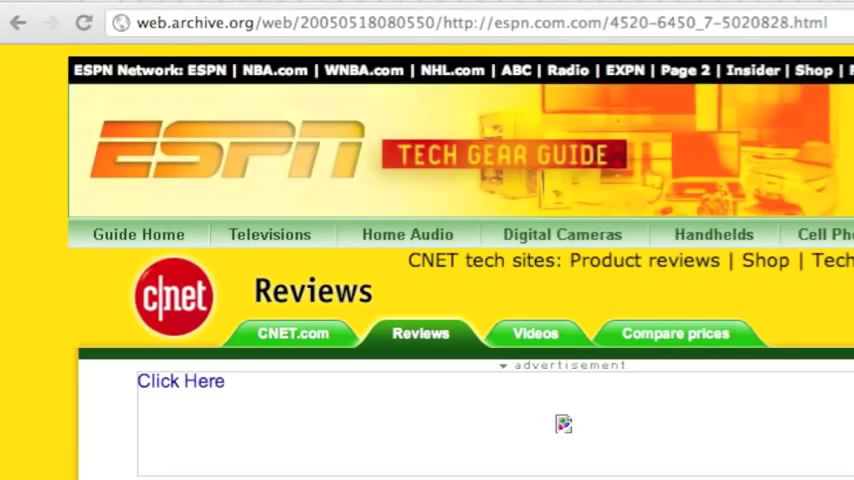 web.archive.org/web/20050518080550/http://espn.com.com/4520-6450_7-5020828.html
ESPN Network: ESPN | NBA.com | WNBA.com | NHL.com | ABC | Radio | EXPN | Page 2 | Insider | Shop |
ESPN TECH GEAR GUIDE
Guide Home Televisions Home Audio Digital Cameras Handhelds Cell Ph
CNET tech sites: Product reviews | Shop | Tech
c|net Reviews
CNET.com Reviews Videos Compare prices
advertisement
Click Here